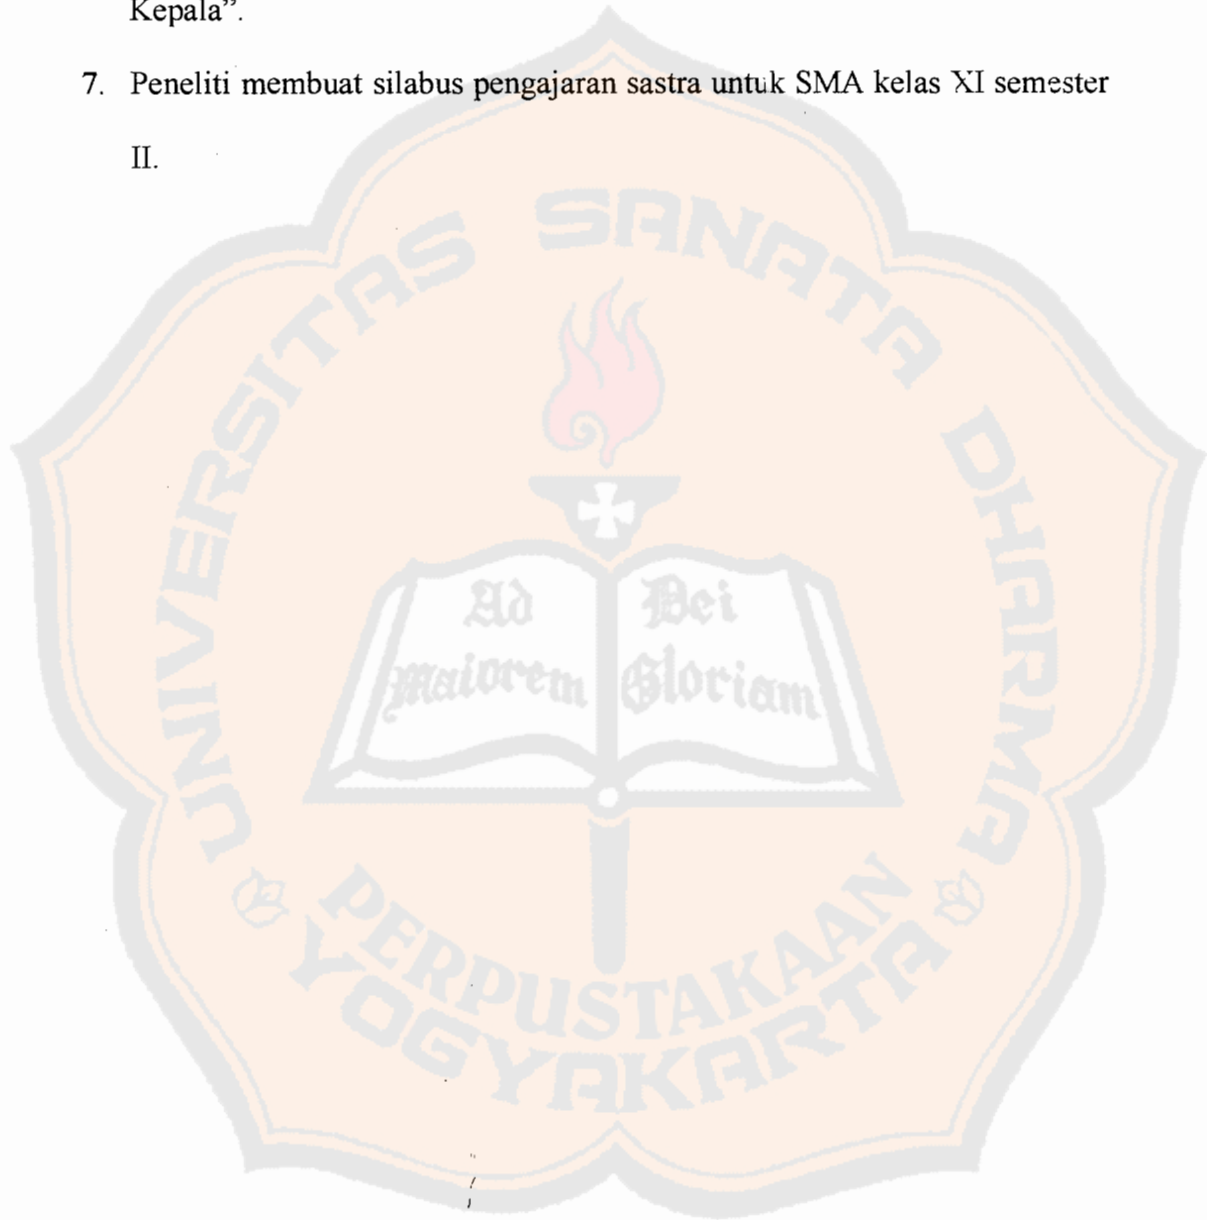 Kepala”.
7. Peneliti membuat silabus pengajaran sastra untuk SMA kelas XI semester
II.
UNIVERSITAS SANATA DHARMA
Ad Dei
Maiorem Gloriam
PERPUSTAKAAN
YOGYAKARTA